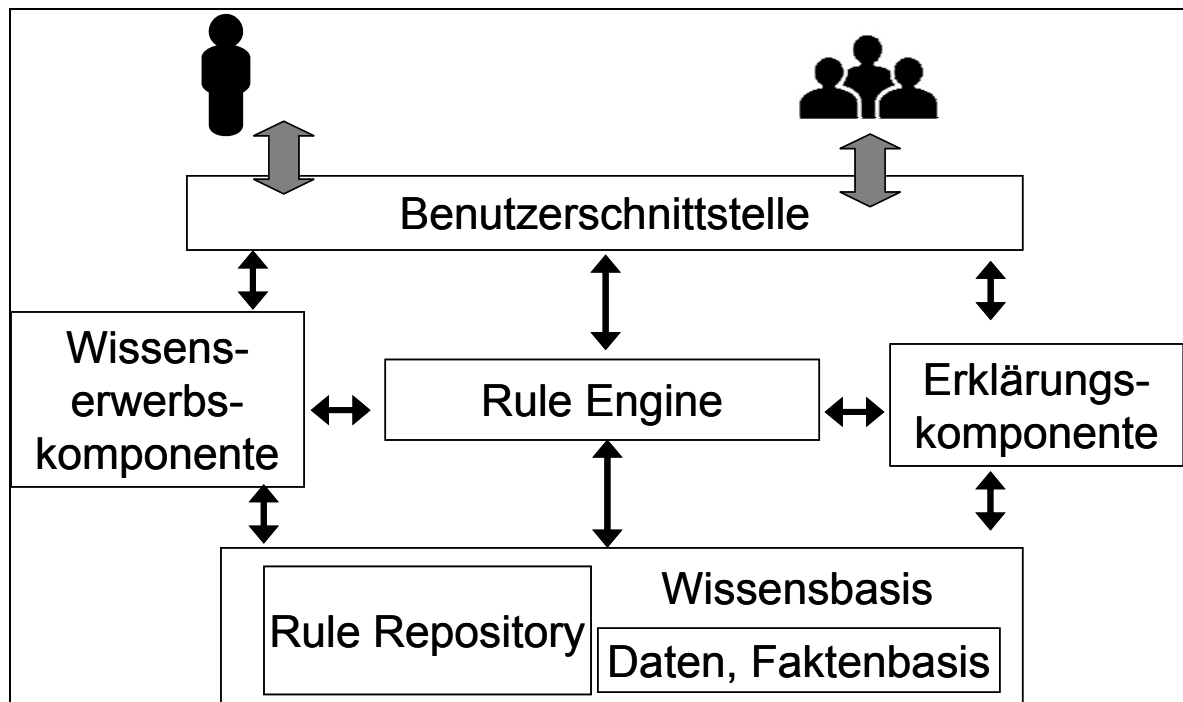 Benutzerschnittstelle
Wissens-
erwerbs-
komponente
Rule Engine
Erklärungs-
komponente
Wissensbasis
Rule Repository
Daten, Faktenbasis